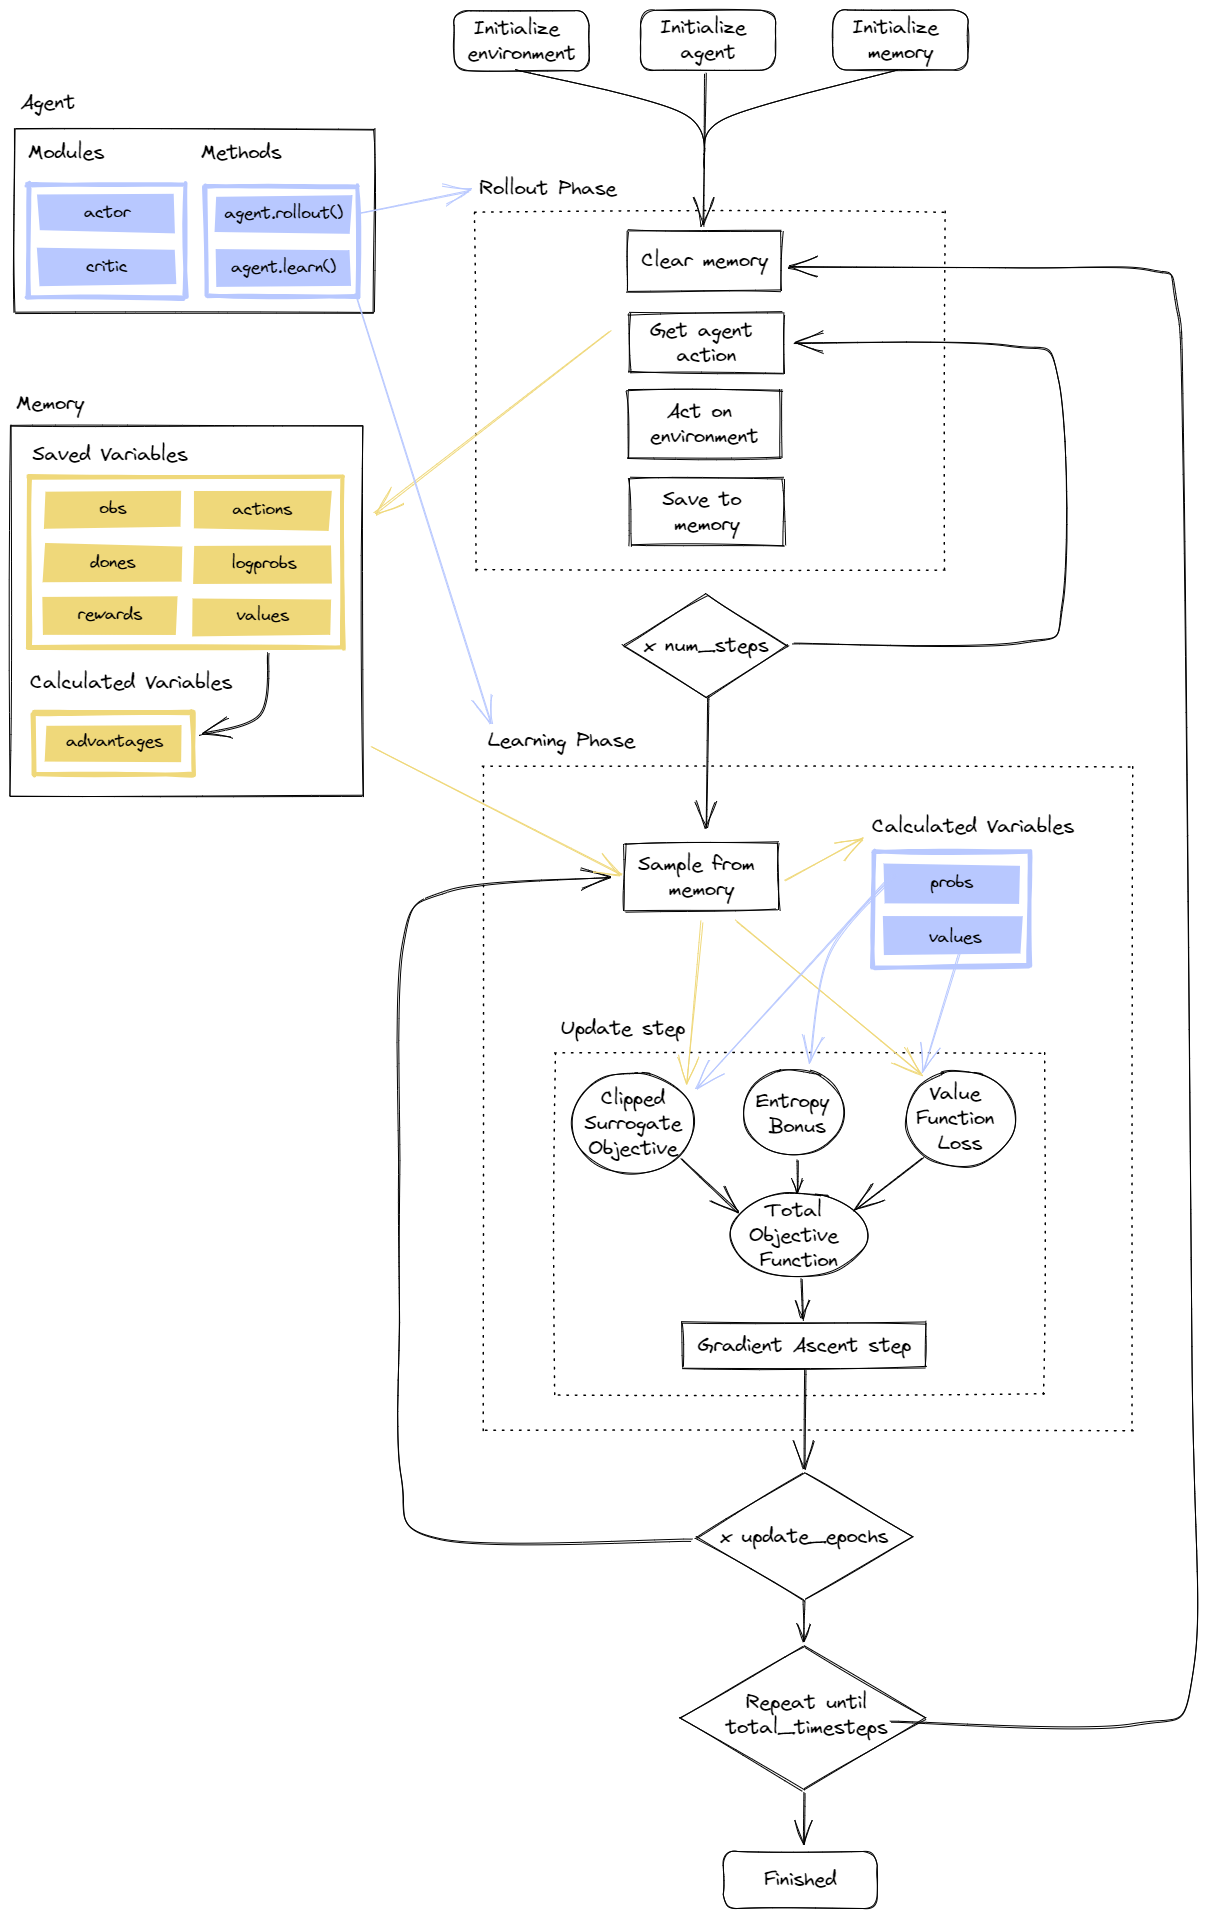 Initialize
environment
Initialize
agent
Initialize
memory
Agent
Modules
Methods
actor
critic
agent.rollout()
agent.learn()
Rollout Phase
Clear memory
Get agent
action
Act on
environment
Save to
memory
Memory
Saved Variables
obs
actions
dones
logprobs
rewards
values
Calculated Variables
advantages
x num_steps
Learning Phase
Sample from
memory
Calculated Variables
probs
values
Update step
Clipped
Surrogate
Objective
Entropy
Bonus
Value
Function
Loss
Total
Objective
Function
Gradient Ascent step
x update_epochs
Repeat until
total_timesteps
Finished